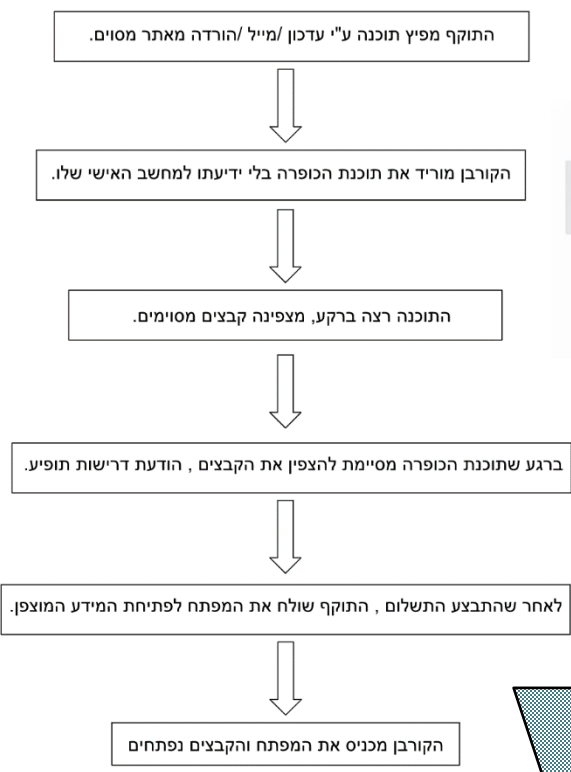 התוקף מפיץ תוכנה ע"י עדכון /מייל /הורדה מאתר מסוים.
הקורבן מוריד את תוכנת הכופרה בלי ידיעתו למחשב האישי שלו.
התוכנה רצה ברקע, מצפינה קבצים מסוימים.
ברגע שתוכנת הכופרה מסיימת להצפין את הקבצים , הודעת דרישות תופיע.
לאחר שהתבצע התשלום , התוקף שולח את המפתח לפתיחת המידע המוצפן.
הקורבן מכניס את המפתח והקבצים נפתחים